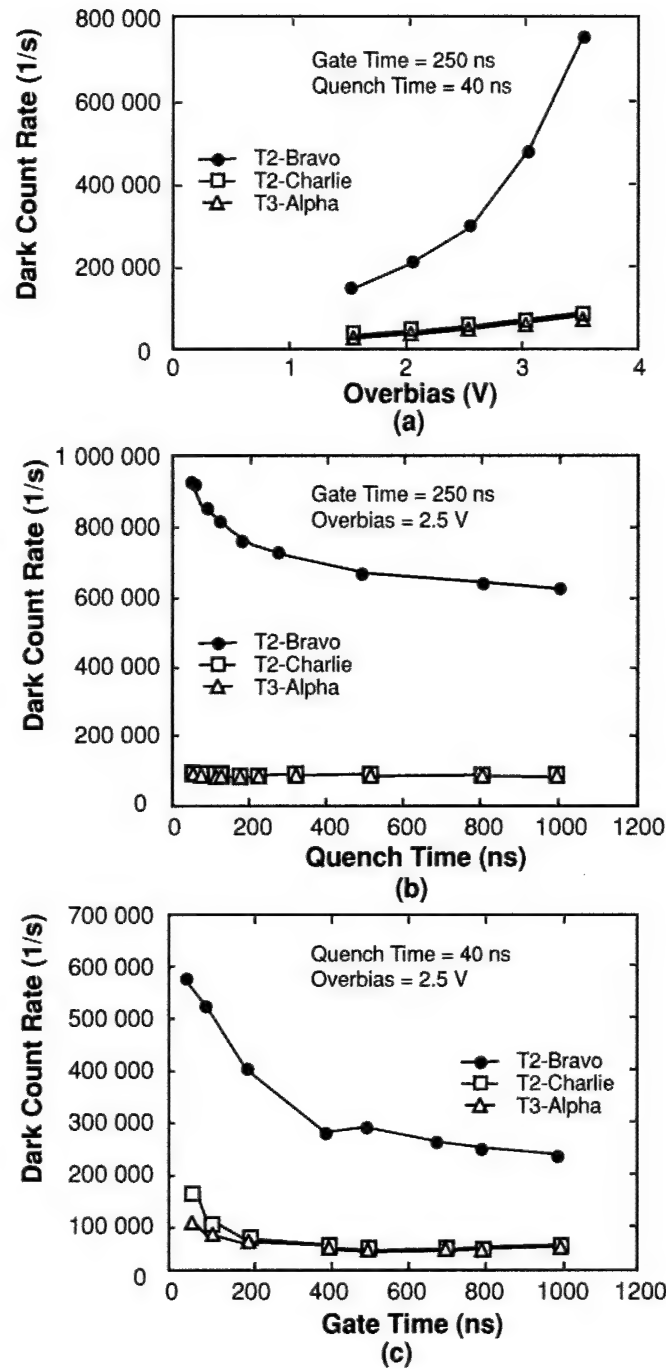 800 000
600 000
400 000
200 000
0
Dark Count Rate (1/s)
Gate Time = 250 ns
Quench Time = 40 ns
T2-Bravo
T2-Charlie
T3-Alpha
0 1 2 3 4
Overbias (V)
(a)
1 000 000
800 000
600 000
400 000
200 000
0
Dark Count Rate (1/s)
Gate Time = 250 ns
Overbias = 2.5 V
T2-Bravo
T2-Charlie
T3-Alpha
0 200 400 600 800 1000 1200
Quench Time (ns)
(b)
700 000
600 000
500 000
400 000
300 000
200 000
100 000
0
Dark Count Rate (1/s)
Quench Time = 40 ns
Overbias = 2.5 V
T2-Bravo
T2-Charlie
T3-Alpha
0 200 400 600 800 1000 1200
Gate Time (ns)
(c)